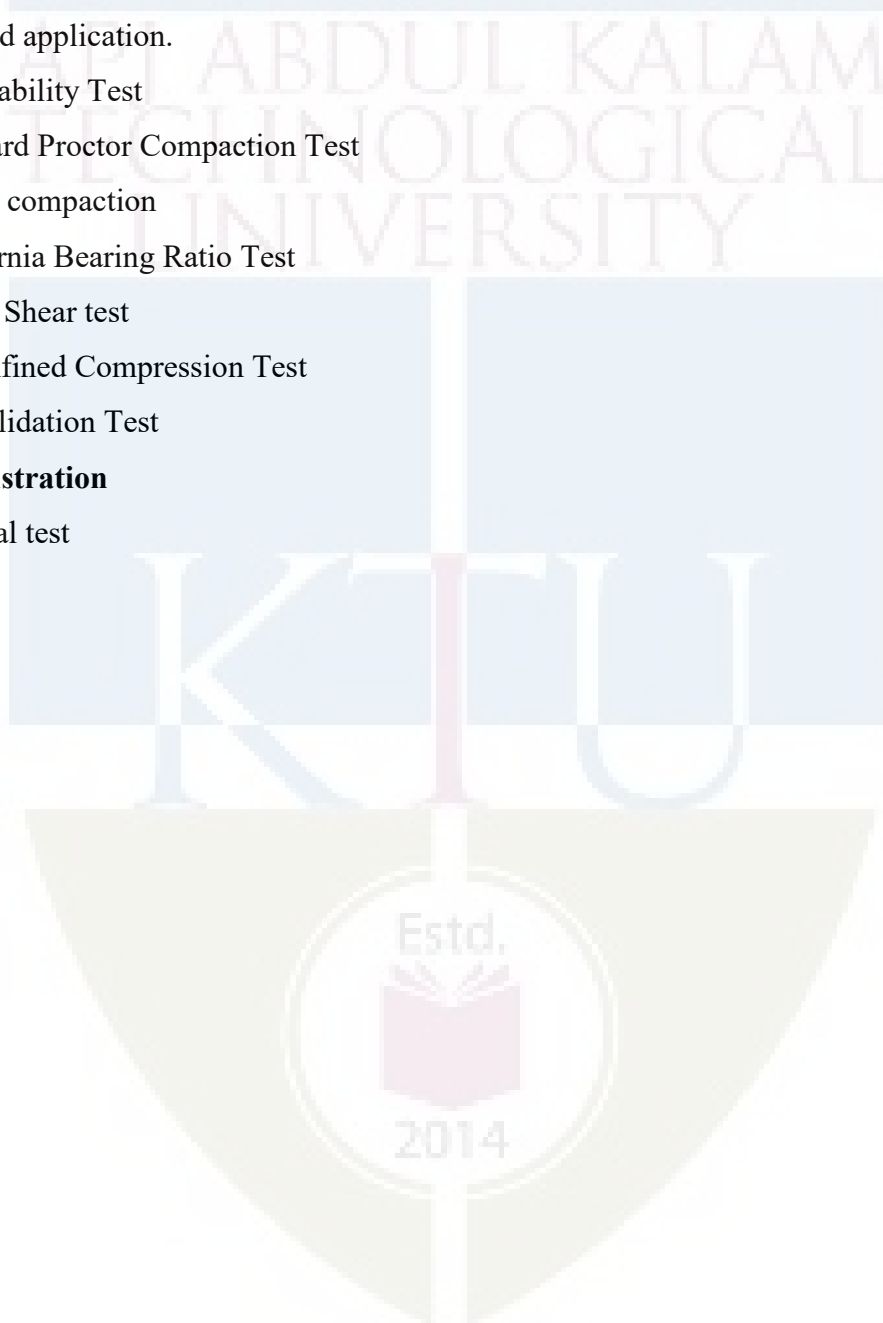 d application.
API ABDUL KALAM
ability Test
TECHNOLOGICAL
ard Proctor Compaction Test
compaction
UNIVERSITY
rnia Bearing Ratio Test
Shear test
fined Compression Test
lidation Test
stration
al test
KTU
Estd.
2014